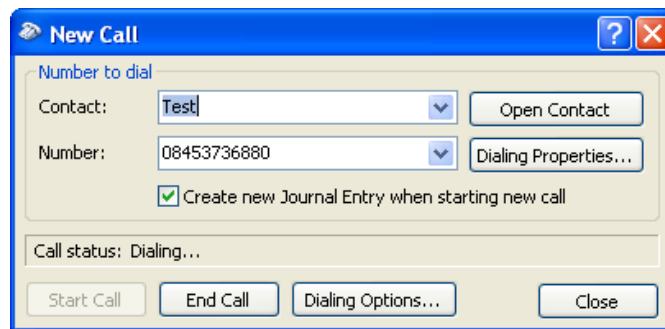 New Call
Number to dial
Contact: Test Open Contact
Number: 08453736880 Dialing Properties...
Create new Journal Entry when starting new call
Call status: Dialing...
Start Call End Call Dialing Options... Close